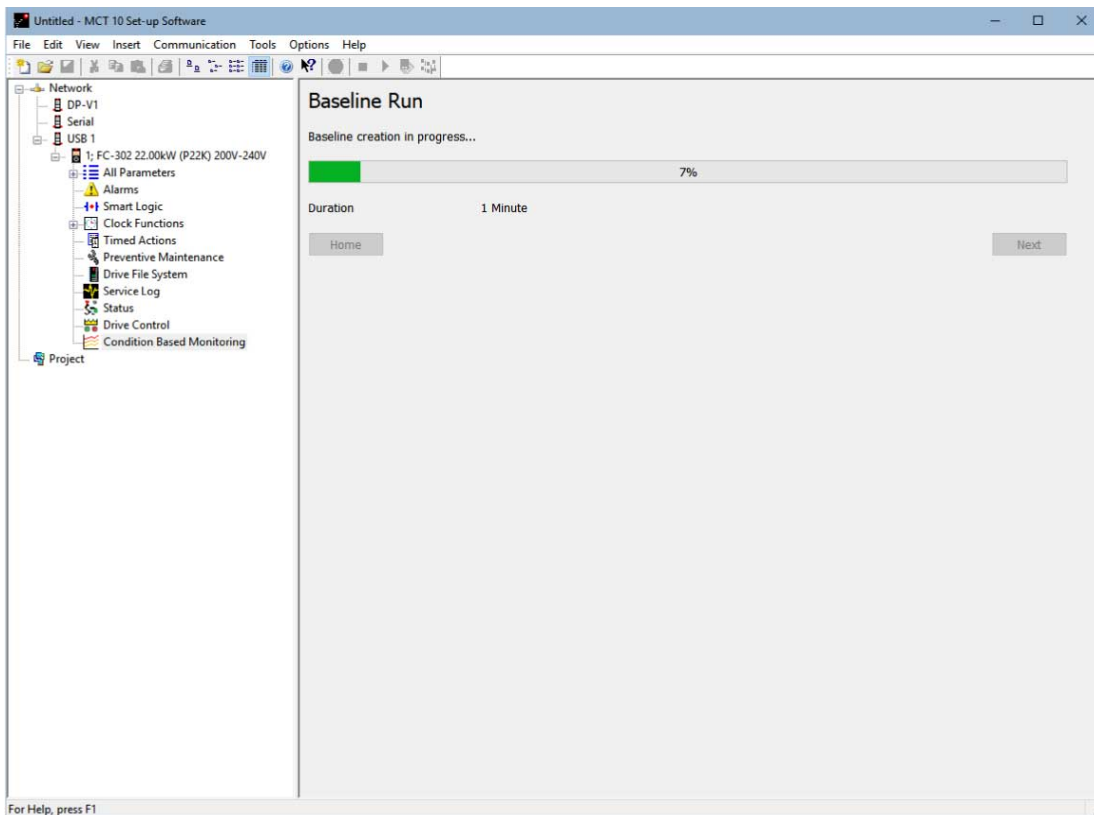 Untitled - MCT 10 Set-up Software
File Edit View Insert Communication Tools Options Help
Network
DP-V1
Serial
USB 1
1; FC-302 22.00kW (P22K) 200V-240V
All Parameters
Alarms
Smart Logic
Clock Functions
Timed Actions
Preventive Maintenance
Drive File System
Service Log
Status
Drive Control
Condition Based Monitoring
Project
Baseline Run
Baseline creation in progress...
7%
Duration 1 Minute
Home Next
For Help, press F1